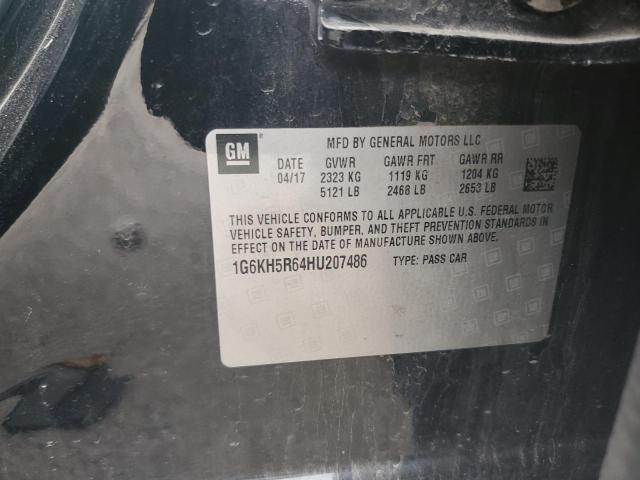 GM
MFD BY GENERAL MOTORS LLC
DATE GVWR GAWR FRT GAWR RR
04/17 2323 KG 1119 KG 1204 KG
5121 LB 2468 LB 2653 LB
THIS VEHICLE CONFORMS TO ALL APPLICABLE U.S. FEDERAL MOTOR
VEHICLE SAFETY, BUMPER, AND THEFT PREVENTION STANDARDS IN
EFFECT ON THE DATE OF MANUFACTURE SHOWN ABOVE.
1G6KH5R64HU207486 TYPE: PASS CAR